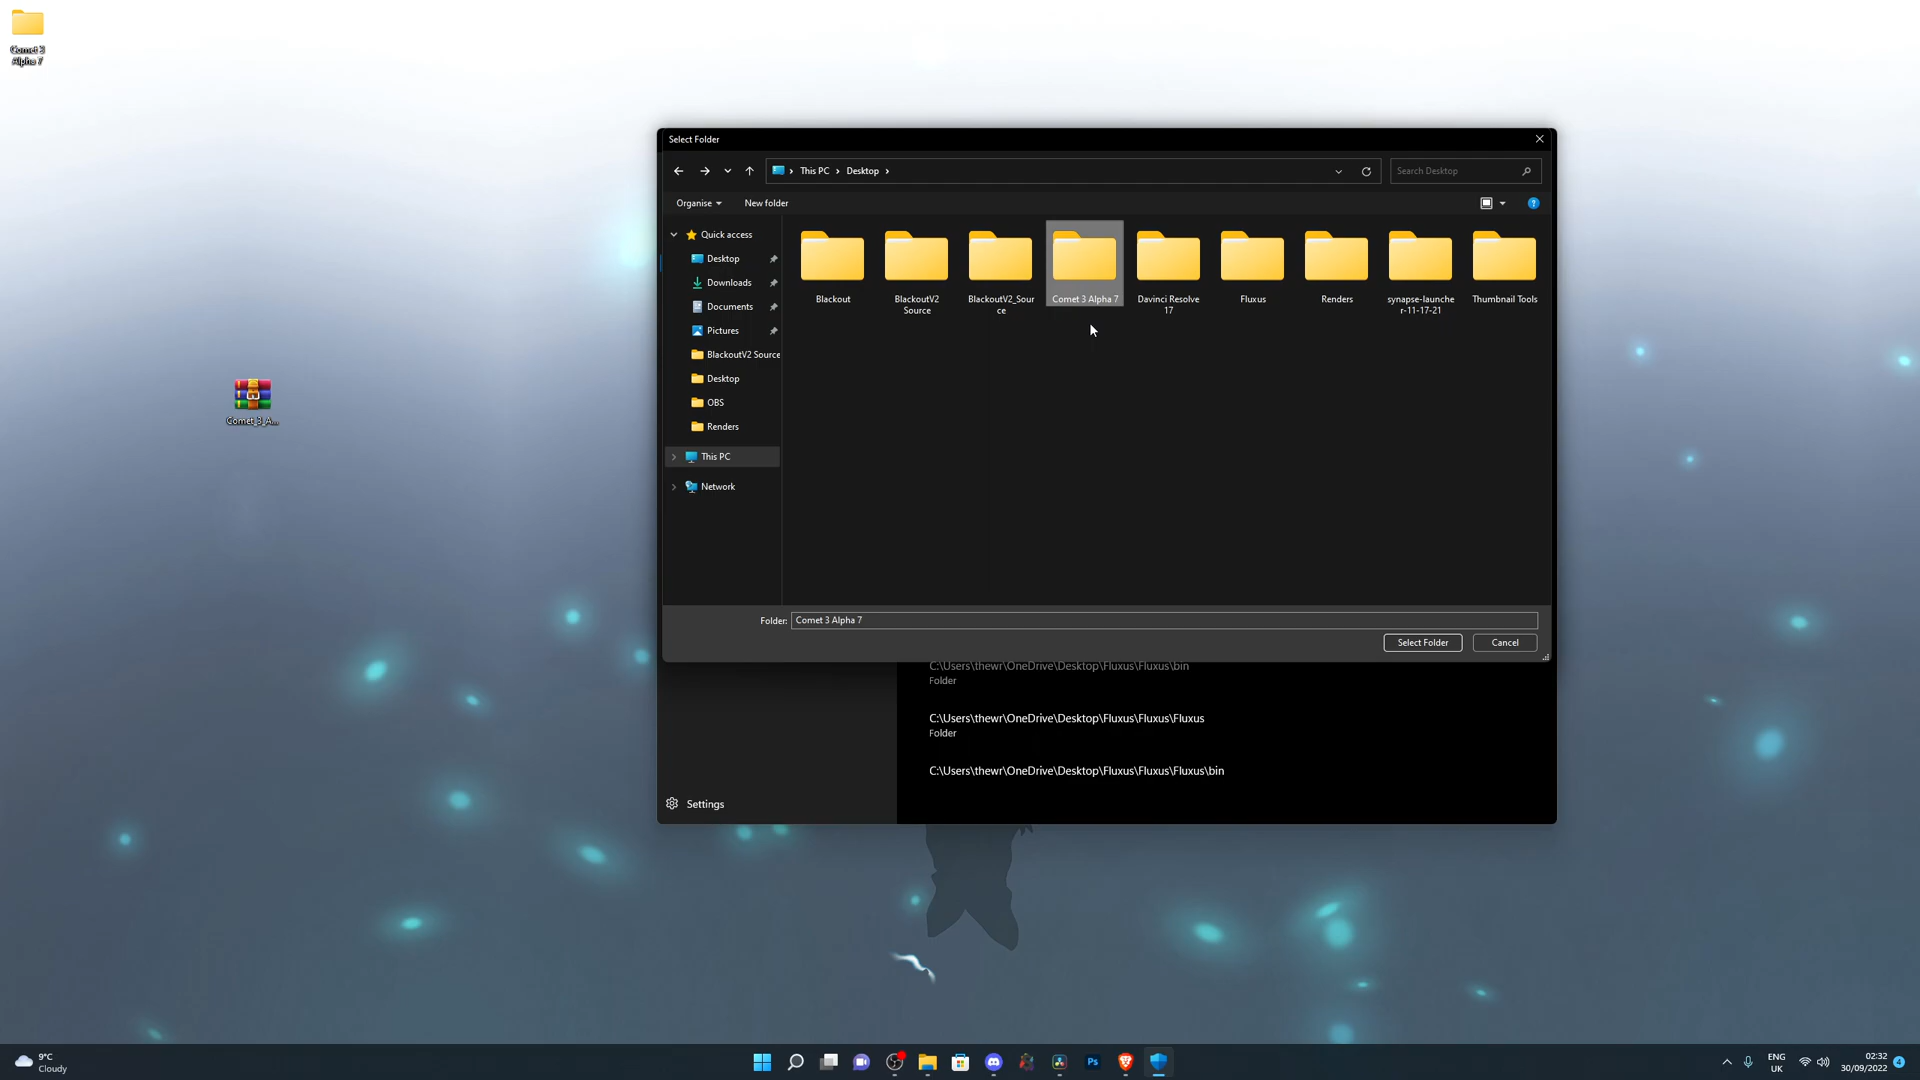 Comet 3
Alpha 7
Comet_3_A...
Select Folder
This PC
Desktop
Search Desktop
Organise
New folder
Quick access
Desktop
Downloads
Documents
Pictures
BlackoutV2 Source
Desktop
OBS
Renders
This PC
Network
Blackout
BlackoutV2
Source
BlackoutV2_Sour
ce
Comet 3 Alpha 7
Davinci Resolve
17
Fluxus
Renders
synapse-launche
r-11-17-21
Thumbnail Tools
Folder: Comet 3 Alpha 7
Select Folder
Cancel
C:\Users\thewr\OneDrive\Desktop\Fluxus\Fluxus\bin
Folder
C:\Users\thewr\OneDrive\Desktop\Fluxus\Fluxus\Fluxus
Folder
C:\Users\thewr\OneDrive\Desktop\Fluxus\Fluxus\Fluxus\bin
Settings
9°C
Cloudy
Ps
ENG
UK
02:32
30/09/2022
4